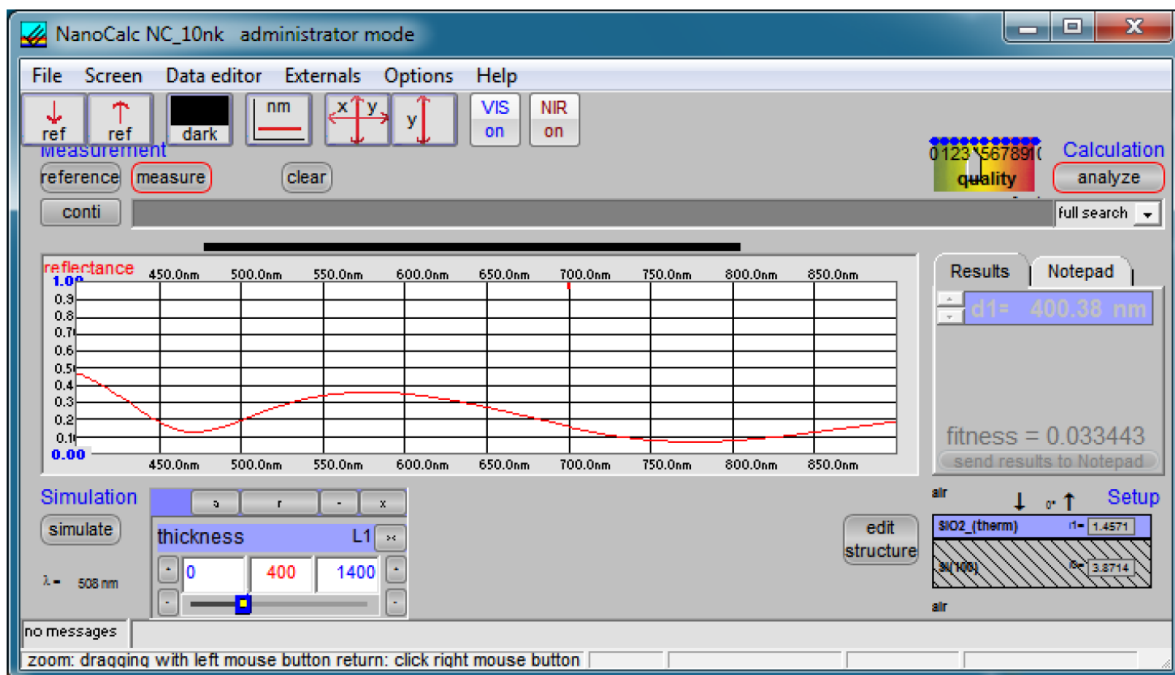 NanoCalc NC_10nk administrator mode
File Screen Data editor Externals Options Help
ref
ref
dark
nm
x y
y
VIS on
NIR on
Measurement
reference
measure
clear
quality
Calculation
analyze
conti
full search
reflectance
450.0nm 500.0nm 550.0nm 600.0nm 650.0nm 700.0nm 750.0nm 800.0nm 850.0nm
1.00
0.9
0.8
0.7
0.6
0.5
0.4
0.3
0.2
0.1
0.00
450.0nm 500.0nm 550.0nm 600.0nm 650.0nm 700.0nm 750.0nm 800.0nm 850.0nm
Results Notepad
d1= 400.38 nm
fitness = 0.033443
send results to Notepad
Simulation
simulate
λ = 508 nm
a r - x
thickness L1
0 400 1400
edit structure
air
0°
Setup
SiO2_(therm) 1.4571
Si(100) 3.8714
air
no messages
zoom: dragging with left mouse button return: click right mouse button